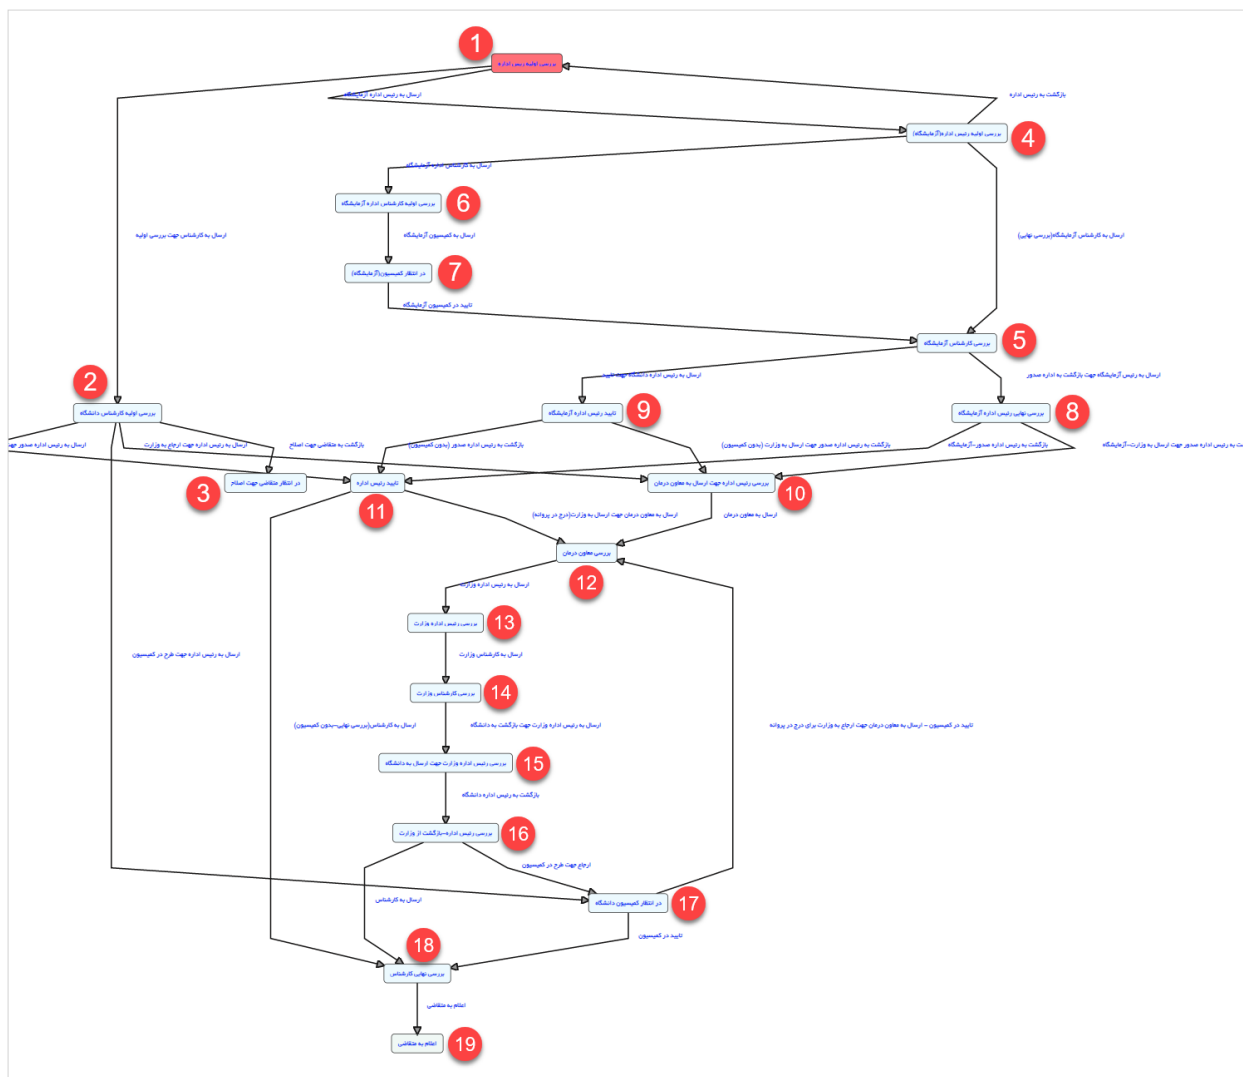 1
بررسی اولیه رییس اداره
ارسال به رئیس اداره آزمایشگاه
بازگشت به رئیس اداره
بررسی اولیه رئیس اداره(آزمایشگاه)
4
ارسال به کارشناس اداره آزمایشگاه
بررسی اولیه کارشناس اداره آزمایشگاه
6
ارسال به کارشناس جهت بررسی اولیه
ارسال به کمیسیون آزمایشگاه
ارسال به کارشناس آزمایشگاه(بررسی نهایی)
در انتظار کمیسیون(آزمایشگاه)
7
تایید در کمیسیون آزمایشگاه
بررسی کارشناس آزمایشگاه
5
ارسال به رئیس اداره دانشگاه جهت تایید
ارسال به رئیس آزمایشگاه جهت بازگشت به اداره صدور
2
بررسی اولیه کارشناس دانشگاه
تایید رئیس اداره آزمایشگاه
9
بررسی نهایی رئیس اداره آزمایشگاه
8
ارسال به رئیس اداره صدور جهت
ارسال به رئیس اداره جهت ارجاع به وزارت
بازگشت به متقاضی جهت اصلاح
بازگشت به رئیس اداره صدور (بدون کمیسیون)
بازگشت به رئیس اداره صدور جهت ارسال به وزارت (بدون کمیسیون)
بازگشت به رئیس اداره صدور-آزمایشگاه
ت به رئیس اداره صدور جهت ارسال به وزارت-آزمایشگاه
3
در انتظار متقاضی جهت اصلاح
تایید رئیس اداره
11
بررسی رئیس اداره جهت ارسال به معاون درمان
10
ارسال به معاون درمان جهت ارسال به وزارت(درج در پروانه)
ارسال به معاون درمان
بررسی معاون درمان
12
ارسال به رئیس اداره وزارت
بررسی رئیس اداره وزارت
13
ارسال به رئیس اداره جهت طرح در کمیسیون
ارسال به کارشناس وزارت
بررسی کارشناس وزارت
14
ارسال به کارشناس(بررسی نهایی-بدون کمیسیون)
ارسال به رئیس اداره وزارت جهت بازگشت به دانشگاه
تایید در کمیسیون - ارسال به معاون درمان جهت ارجاع به وزارت برای درج در پروانه
بررسی رئیس اداره وزارت جهت ارسال به دانشگاه
15
بازگشت به رئیس اداره دانشگاه
بررسی رئیس اداره-بازگشت از وزارت
16
ارجاع جهت طرح در کمیسیون
ارسال به کارشناس
در انتظار کمیسیون دانشگاه
17
تایید در کمیسیون
18
بررسی نهایی کارشناس
اعلام به متقاضی
اعلام به متقاضی
19